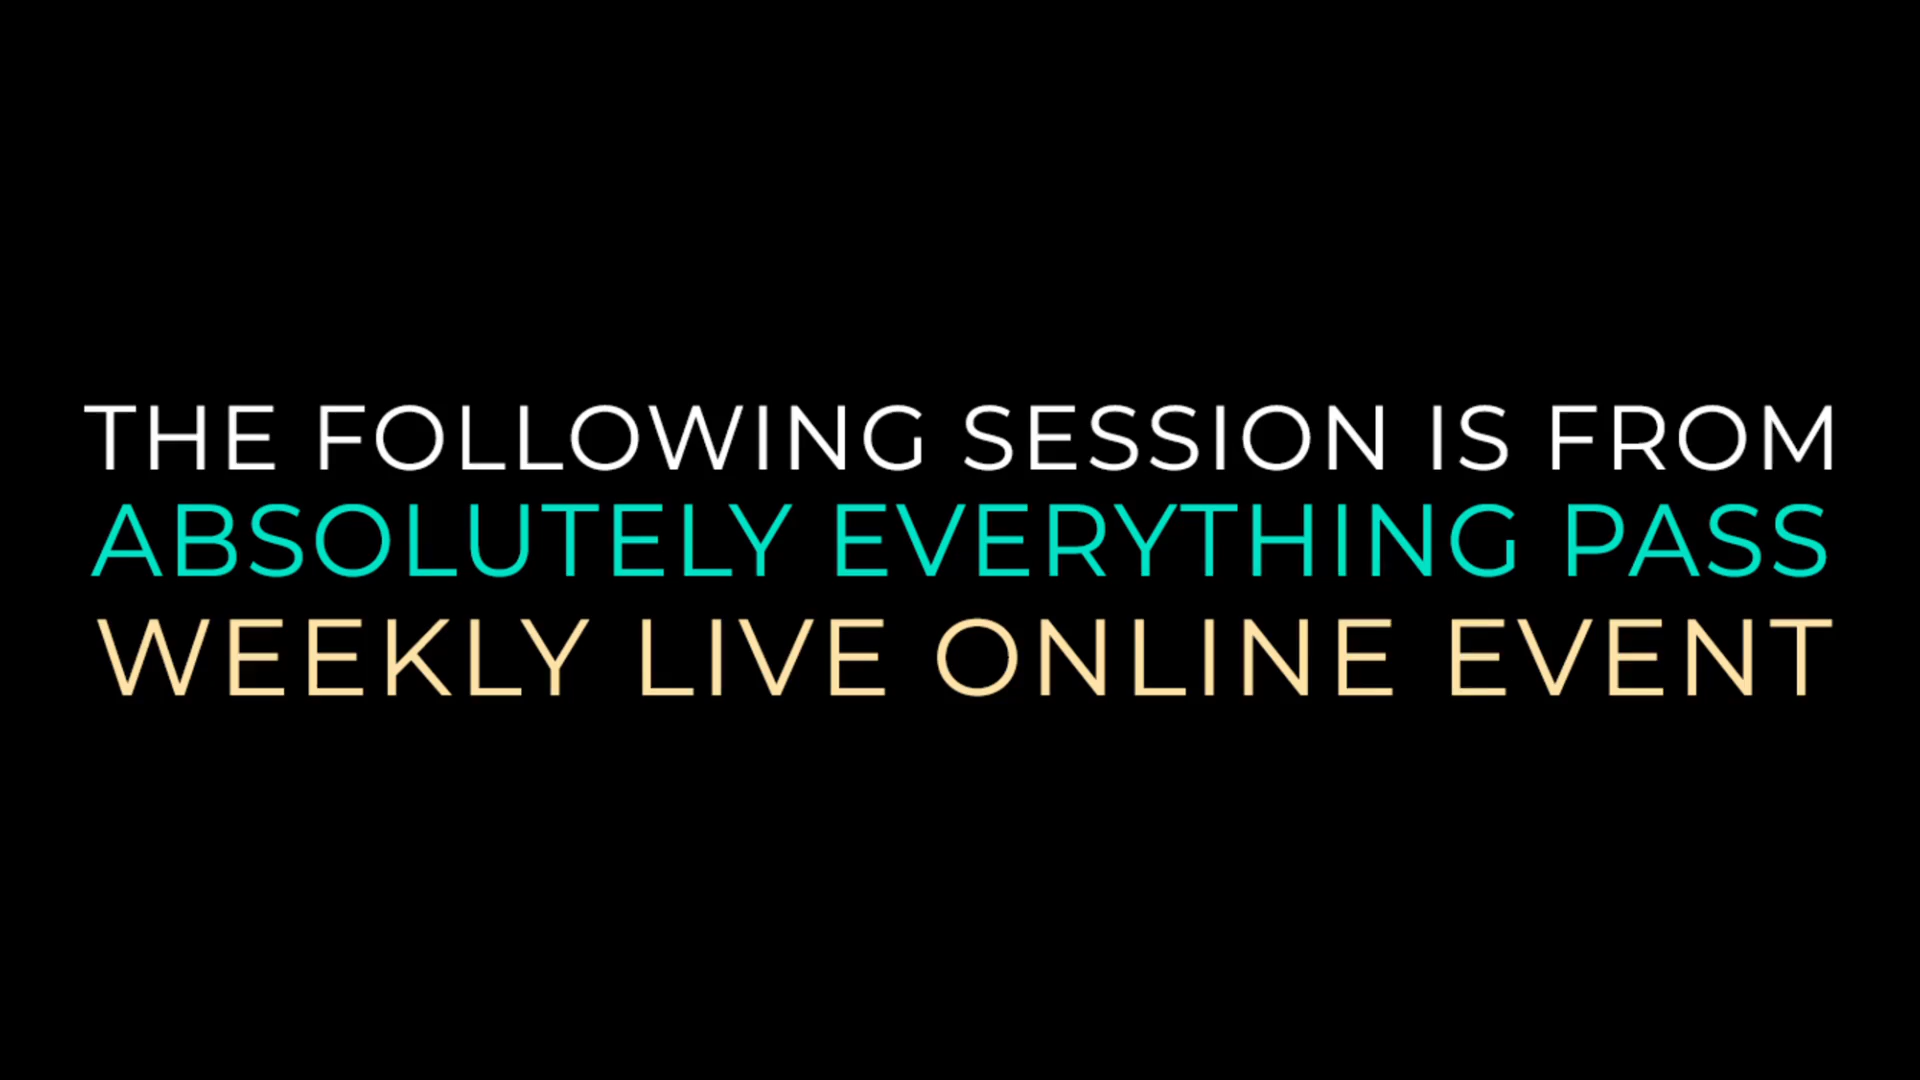 THE FOLLOWING SESSION IS FROM
ABSOLUTELY EVERYTHING PASS
WEEKLY LIVE ONLINE EVENT